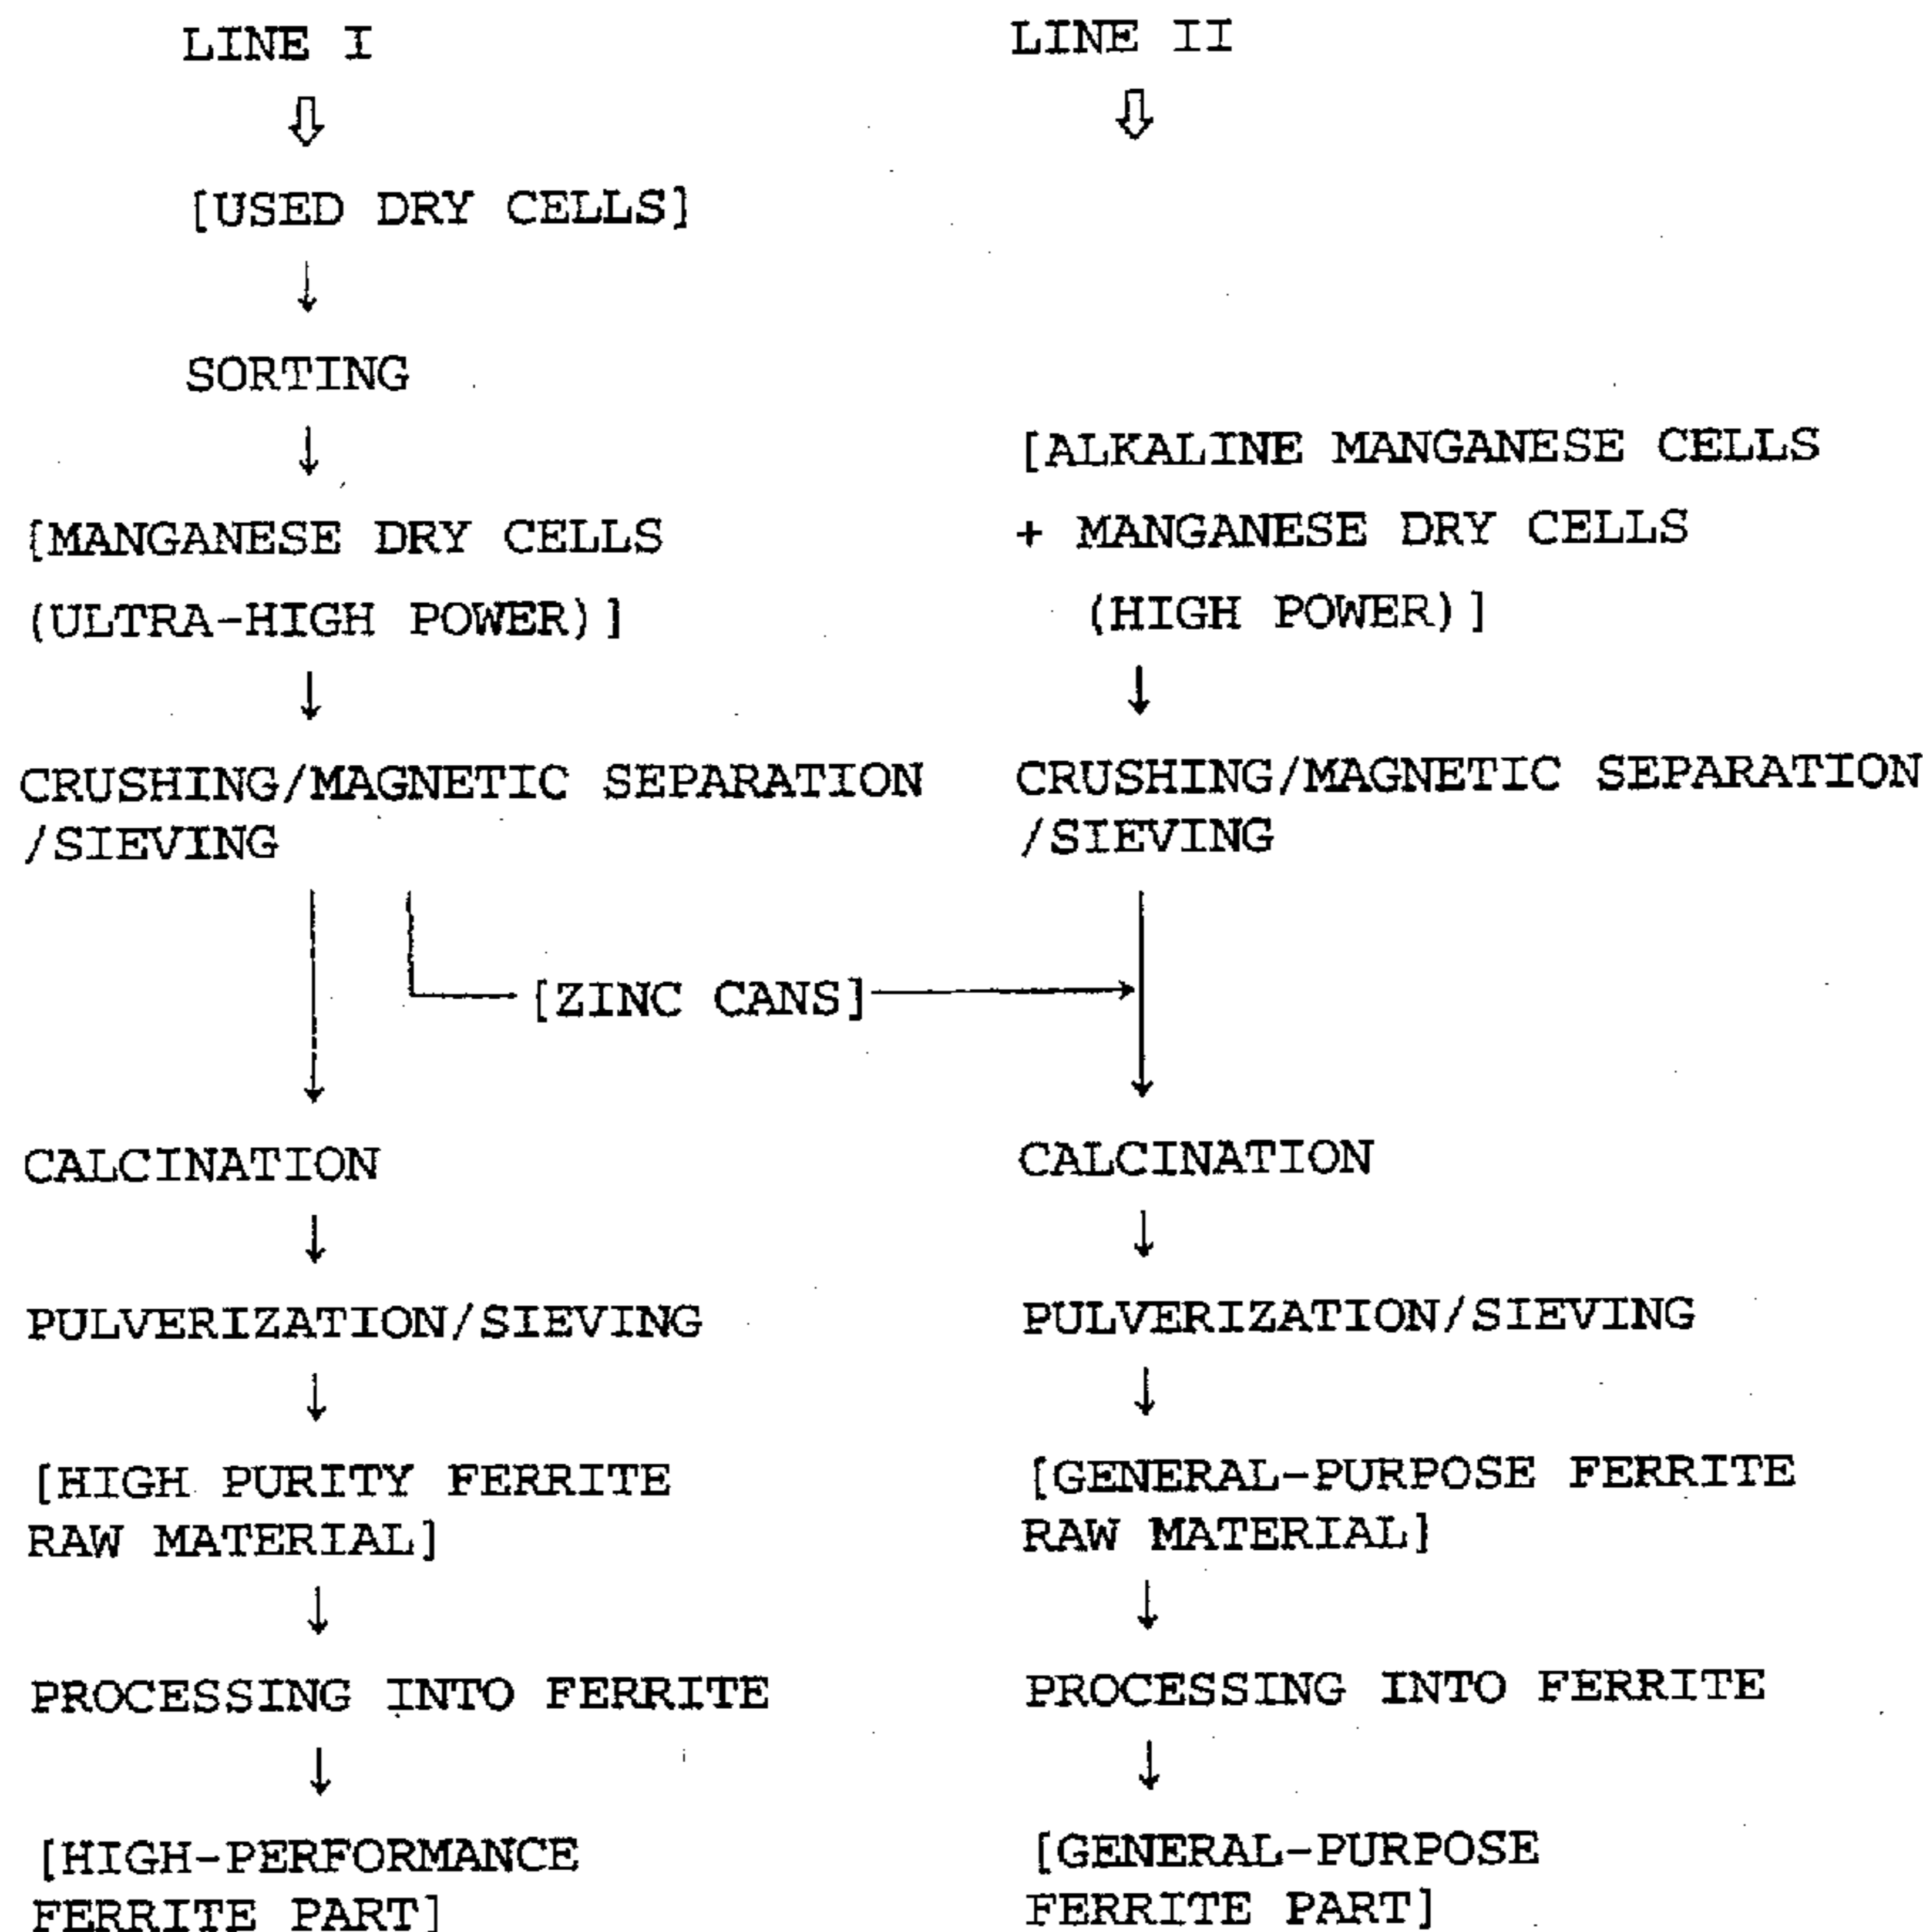 LINE I
[USED DRY CELLS]
SORTING
[MANGANESE DRY CELLS
(ULTRA-HIGH POWER)]
CRUSHING/MAGNETIC SEPARATION
/SIEVING
[ZINC CANS]
CALCINATION
PULVERIZATION/SIEVING
[HIGH PURITY FERRITE
RAW MATERIAL]
PROCESSING INTO FERRITE
[HIGH-PERFORMANCE
FERRITE PART]
LINE II
[ALKALINE MANGANESE CELLS
+ MANGANESE DRY CELLS
(HIGH POWER)]
CRUSHING/MAGNETIC SEPARATION
/SIEVING
CALCINATION
PULVERIZATION/SIEVING
[GENERAL-PURPOSE FERRITE
RAW MATERIAL]
PROCESSING INTO FERRITE
[GENERAL-PURPOSE
FERRITE PART]